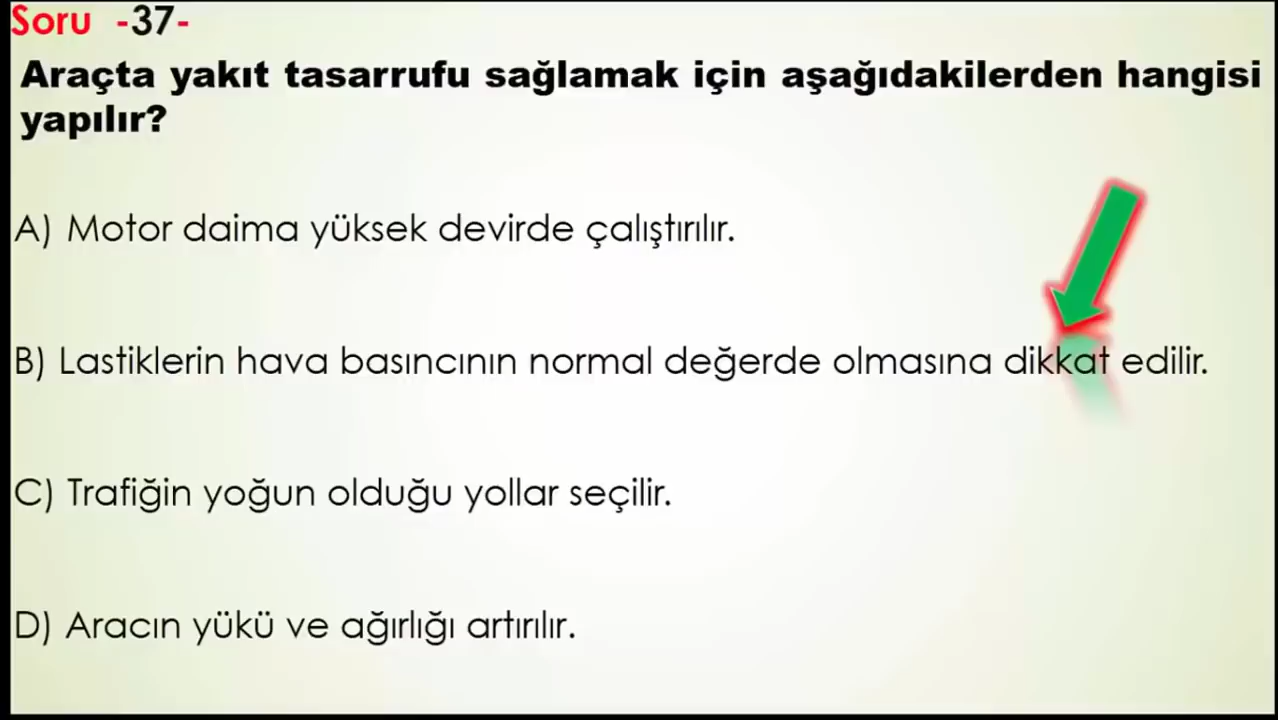 Soru -37-
Araçta yakıt tasarrufu sağlamak için aşağıdakilerden hangisi
yapılır?
A) Motor daima yüksek devirde çalıştırılır.
B) Lastiklerin hava basıncının normal değerde olmasına dikkat edilir.
C) Trafiğin yoğun olduğu yollar seçilir.
D) Aracın yükü ve ağırlığı artırılır.